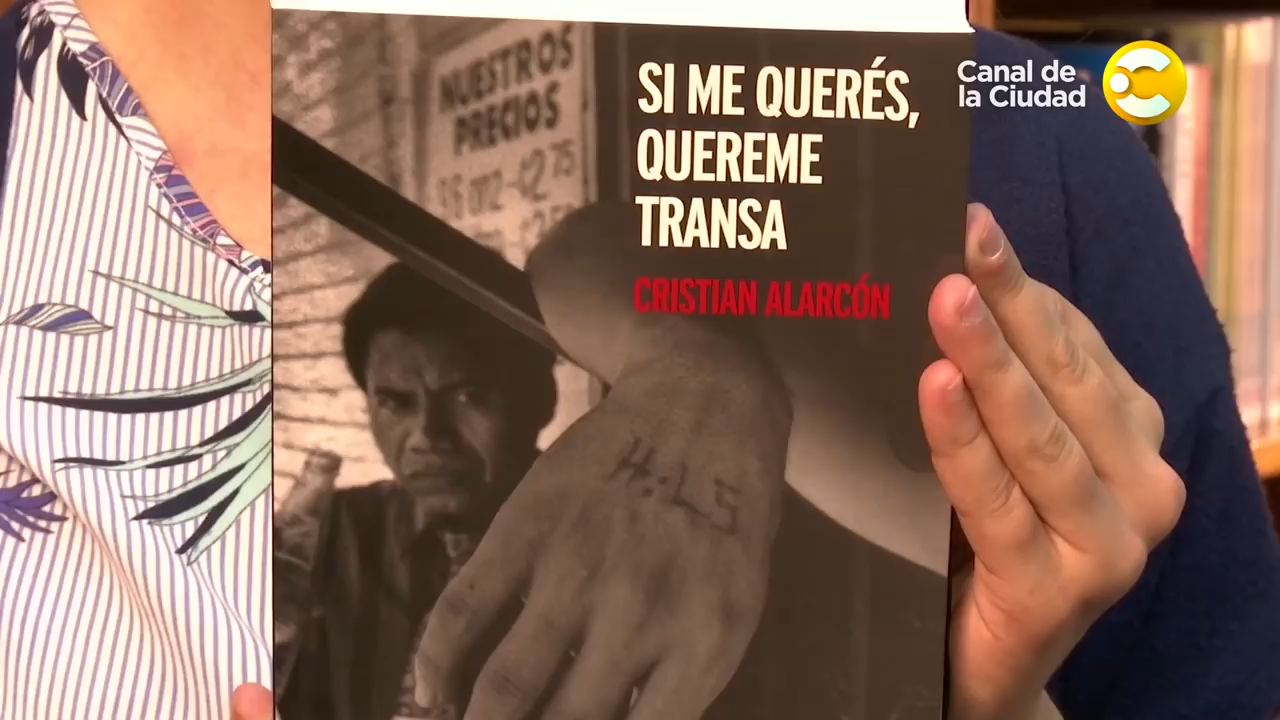 NUESTROS
PRECIOS
SI ME QUERÉS,
QUEREME
TRANSA
CRISTIAN ALARCÓN
Canal de
la Ciudad